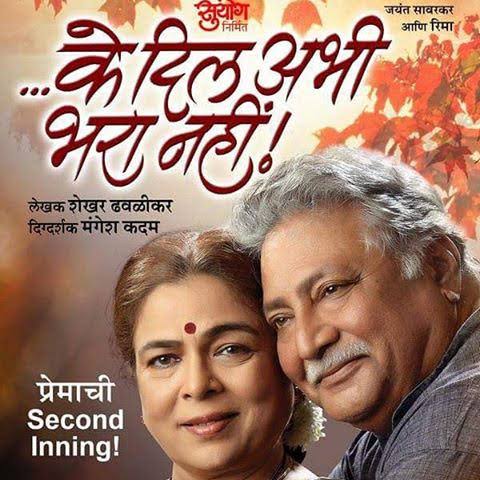 सुयोग
निर्मित
जयंत सावरकर
आणि रिमा
...के दिल अभी
भरा नहीं!
लेखक शेखर ढवळीकर
दिग्दर्शक मंगेश कदम
प्रेमाची
Second
Inning!